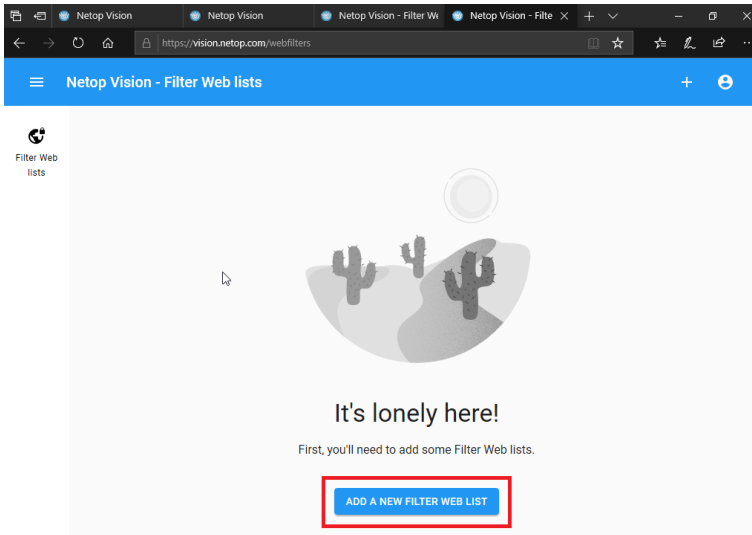 Netop Vision
Netop Vision
Netop Vision - Filter We
Netop Vision - Filte
https://vision.netop.com/webfilters
Netop Vision - Filter Web lists
Filter Web
lists
It's lonely here!
First, you'll need to add some Filter Web lists.
ADD A NEW FILTER WEB LIST